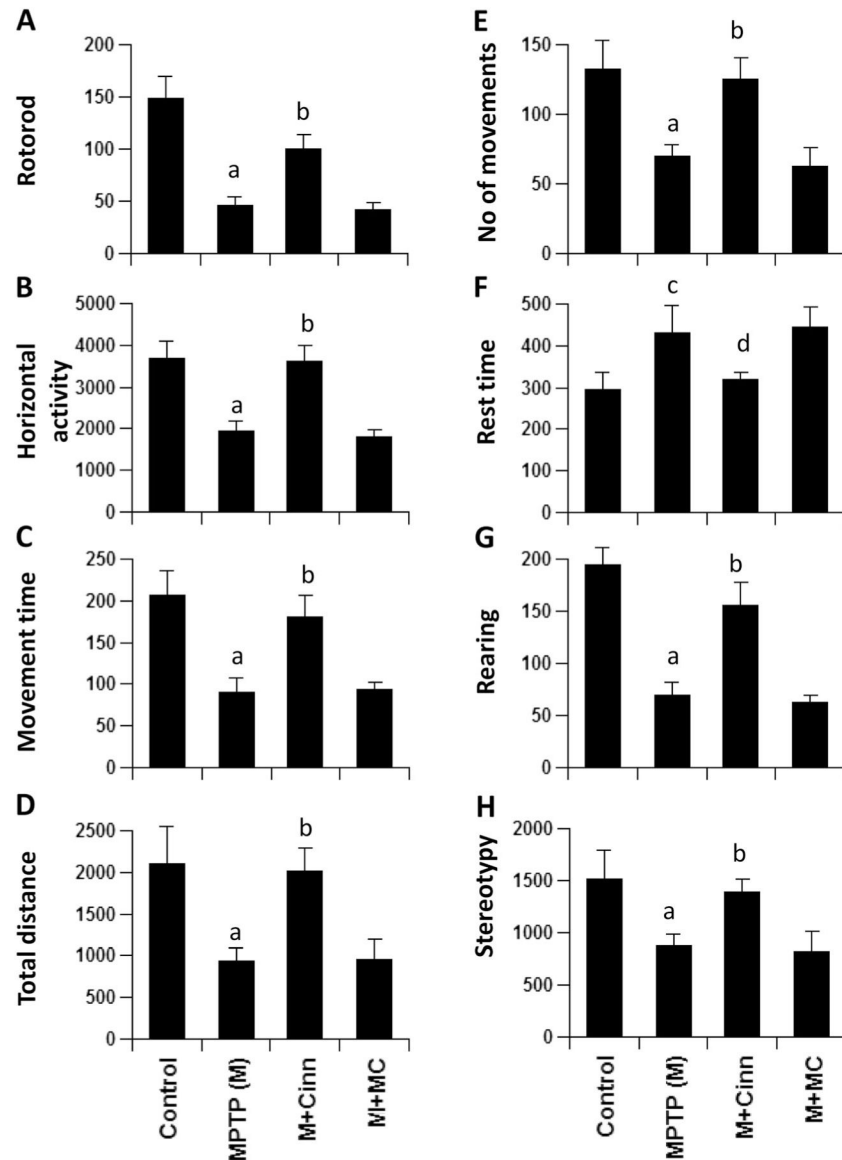 A
Rotorod
200
150
100
50
0
a
b
B
Horizontal
activity
5000
4000
3000
2000
1000
0
a
b
C
Movement time
250
200
150
100
50
0
a
b
D
Total distance
2500
2000
1500
1000
500
0
a
b
Control
MPTP (M)
M+Cinn
MI+MC
E
No of movements
150
100
50
0
a
b
F
Rest time
500
400
300
200
100
0
c
d
G
Rearing
200
150
100
50
0
a
b
H
Stereotypy
2000
1500
1000
500
0
a
b
Control
MPTP (M)
M+Cinn
M+MC